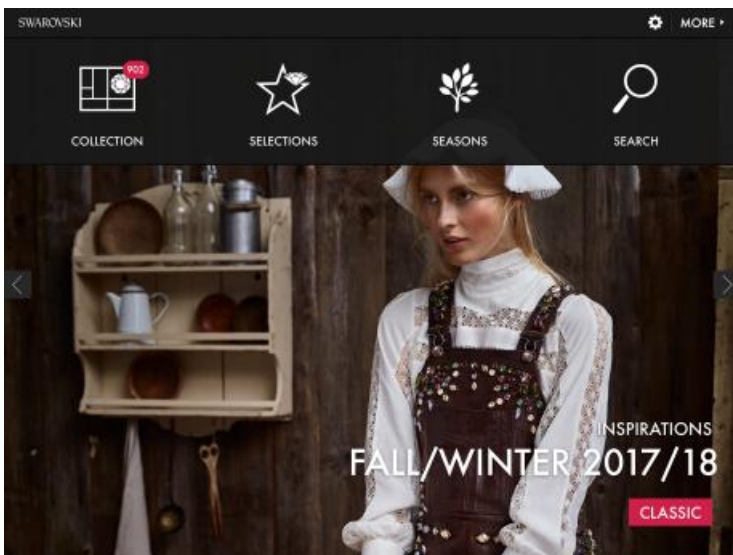 SWAROVSKI
MORE
902
COLLECTION
SELECTIONS
SEASONS
SEARCH
INSPIRATIONS
FALL/WINTER 2017/18
CLASSIC